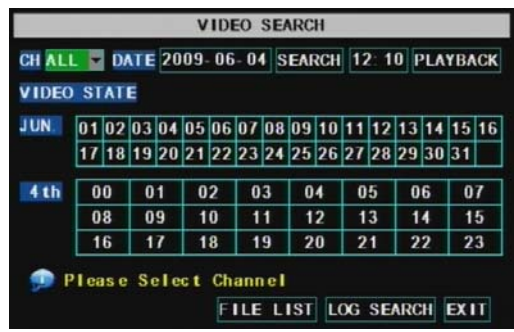 VIDEO SEARCH
CH ALL DATE 2009-06-04 SEARCH 12:10 PLAYBACK
VIDEO STATE
JUN. 01 02 03 04 05 06 07 08 09 10 11 12 13 14 15 16
17 18 19 20 21 22 23 24 25 26 27 28 29 30 31
4th 00 01 02 03 04 05 06 07
08 09 10 11 12 13 14 15
16 17 18 19 20 21 22 23
Please Select Channel
FILE LIST LOG SEARCH EXIT